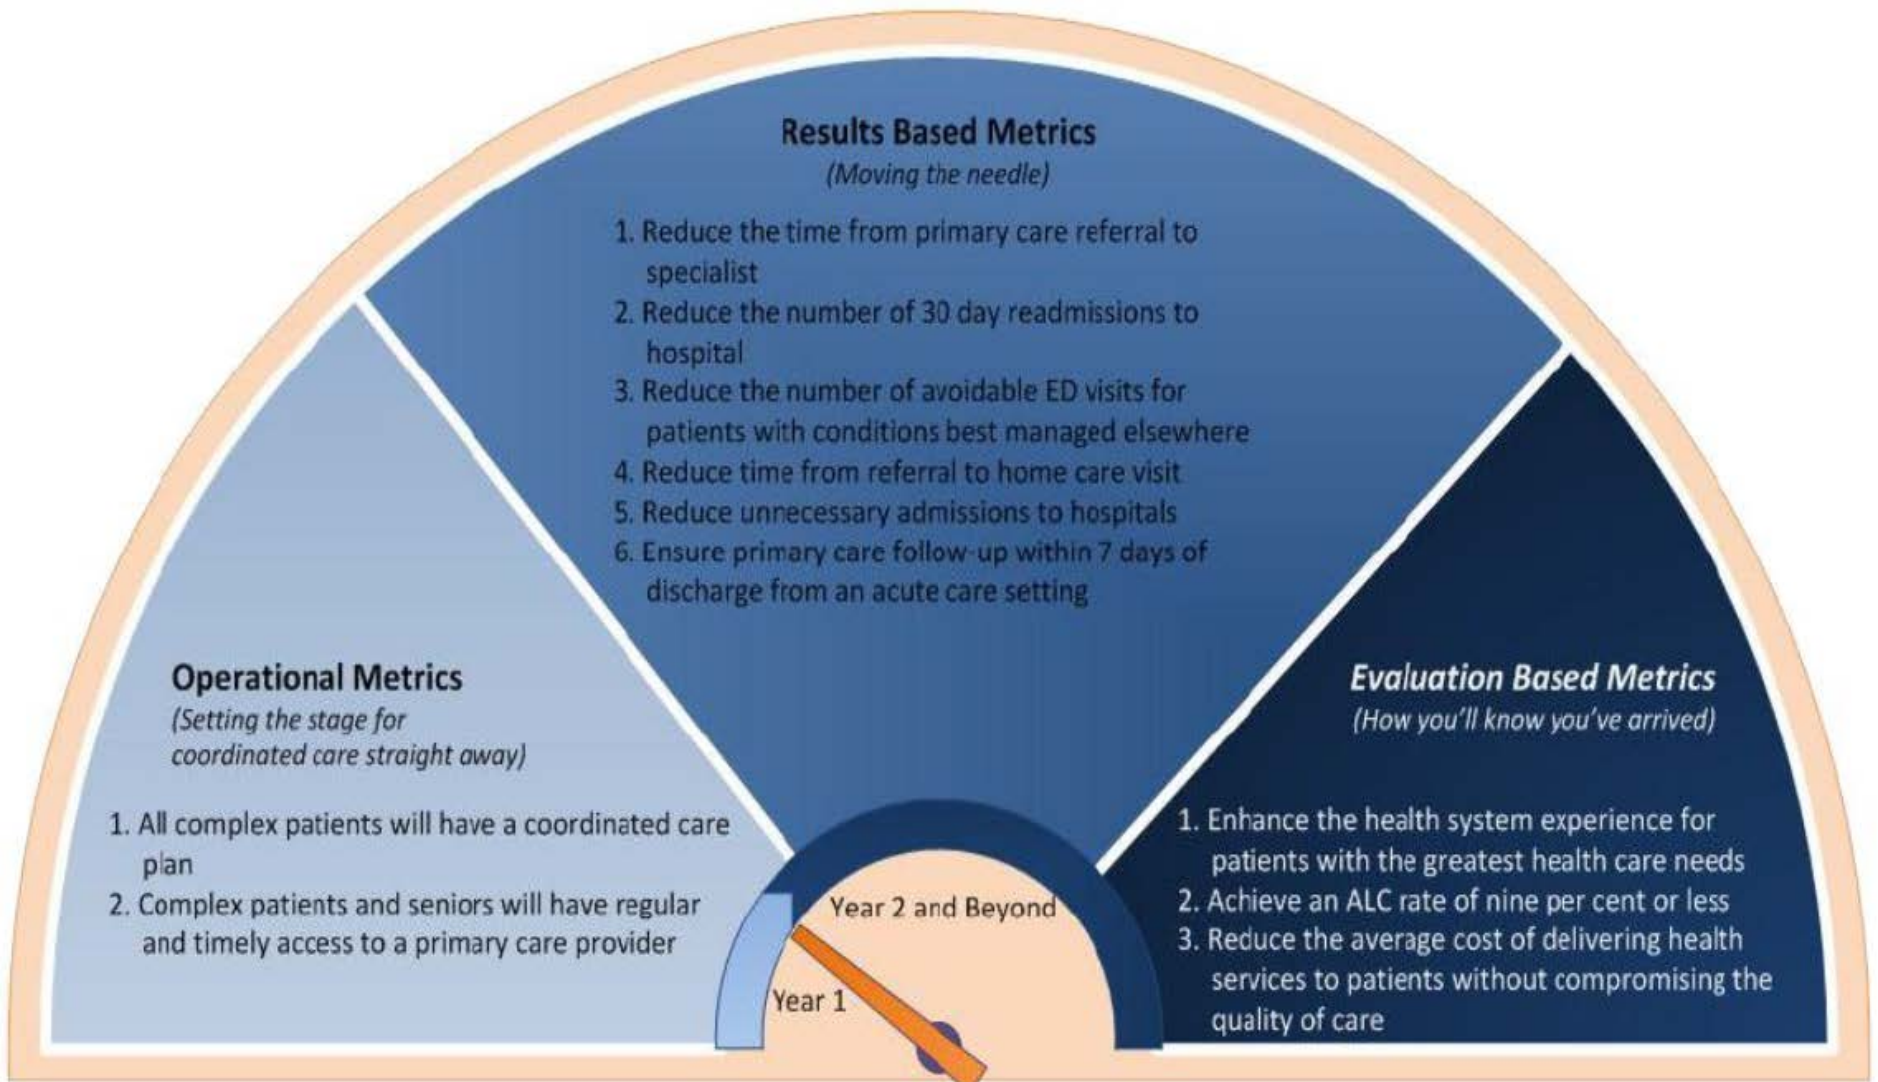 Results Based Metrics
(Moving the needle)
1. Reduce the time from primary care referral to
specialist
2. Reduce the number of 30 day readmissions to
hospital
3. Reduce the number of avoidable ED visits for
patients with conditions best managed elsewhere
4. Reduce time from referral to home care visit
5. Reduce unnecessary admissions to hospitals
6. Ensure primary care follow-up within 7 days of
discharge from an acute care setting
Operational Metrics
(Setting the stage for
coordinated care straight away)
1. All complex patients will have a coordinated care
plan
2. Complex patients and seniors will have regular
and timely access to a primary care provider
Evaluation Based Metrics
(How you'll know you've arrived)
1. Enhance the health system experience for
patients with the greatest health care needs
2. Achieve an ALC rate of nine per cent or less
3. Reduce the average cost of delivering health
services to patients without compromising the
quality of care
Year 2 and Beyond
Year 1